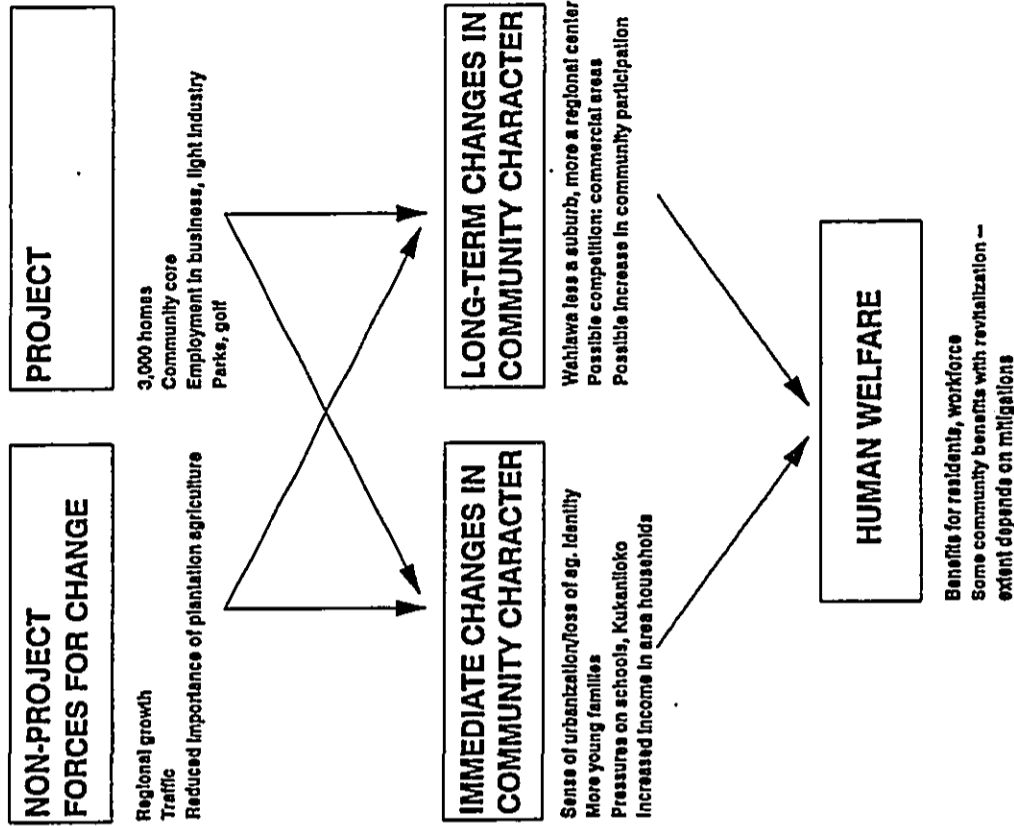 NON-PROJECT
FORCES FOR CHANGE
Regional growth
Traffic
Reduced importance of plantation agriculture
PROJECT
3,000 homes
Community core
Employment in business, light industry
Parks, golf
IMMEDIATE CHANGES IN
COMMUNITY CHARACTER
Sense of urbanization/loss of ag. identity
More young families
Pressures on schools, Kukaniloko
Increased income in area households
LONG-TERM CHANGES IN
COMMUNITY CHARACTER
Wahiawa less a suburb, more a regional center
Possible competition: commercial areas
Possible increase in community participation
HUMAN WELFARE
Benefits for residents, workforce
Some community benefits with revitalization --
extent depends on mitigations